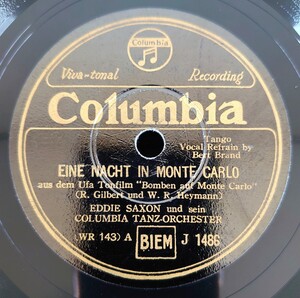 Columbia
Viva-tonal Recording
Columbia
Tango
Vocal Refrain by
Bert Brand
EINE NACHT IN MONTE CARLO
aus dem Ufa Tonfilm "Bomben auf Monte Carlo"
(R. Gilbert und W. R. Heymann)
EDDIE SAXON und sein
COLUMBIA TANZ-ORCHESTER
(WR 143) A BIEM J 1486